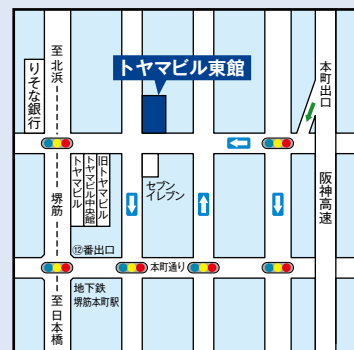 トヤマビル東館
至北浜
りそな銀行
本町出口
堺筋
トヤマビル
トヤマビル中央館
旧トヤマビル
セブン
イレブン
阪神高速
⑫番出口
本町通り
地下鉄
堺筋本町駅
至日本橋